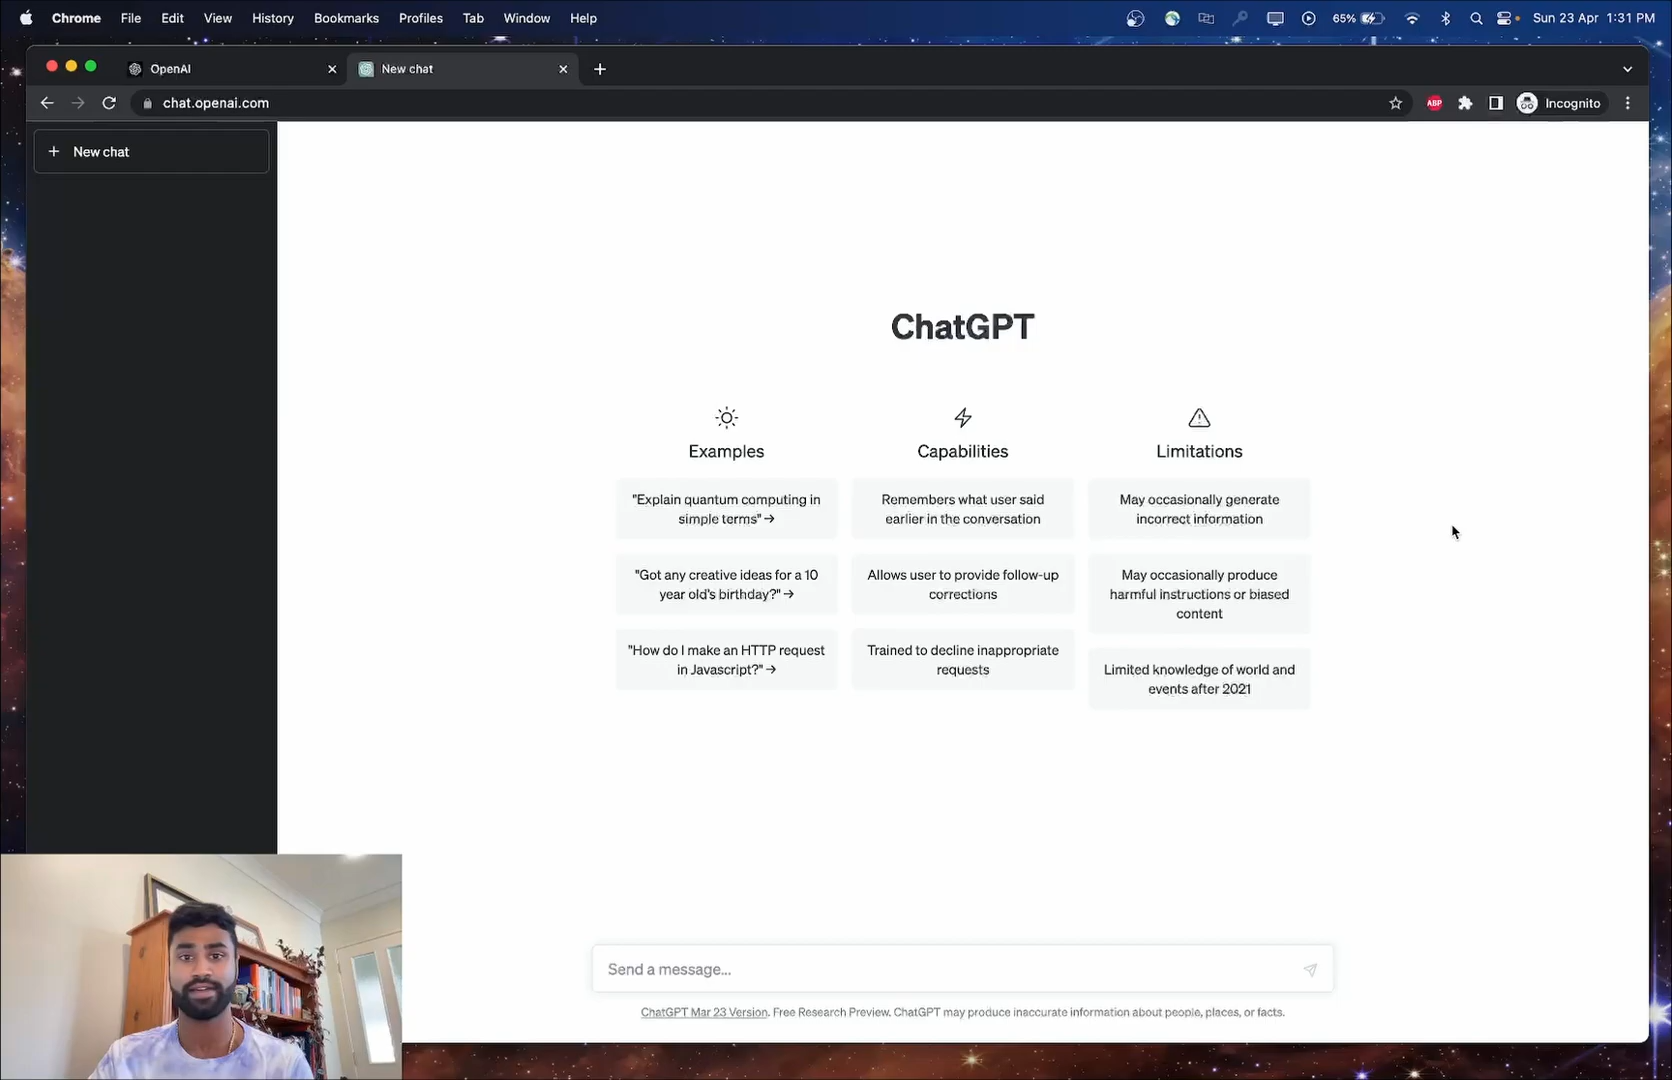 Chrome File Edit View History Bookmarks Profiles Tab Window Help 65% Sun 23 Apr 1:31 PM
OpenAI New chat
chat.openai.com ABP Incognito
New chat
ChatGPT
Examples Capabilities Limitations
"Explain quantum computing in
simple terms" →
Remembers what user said
earlier in the conversation
May occasionally generate
incorrect information
"Got any creative ideas for a 10
year old's birthday?" →
Allows user to provide follow-up
corrections
May occasionally produce
harmful instructions or biased
content
"How do I make an HTTP request
in Javascript?" →
Trained to decline inappropriate
requests
Limited knowledge of world and
events after 2021
Send a message...
ChatGPT Mar 23 Version. Free Research Preview. ChatGPT may produce inaccurate information about people, places, or facts.